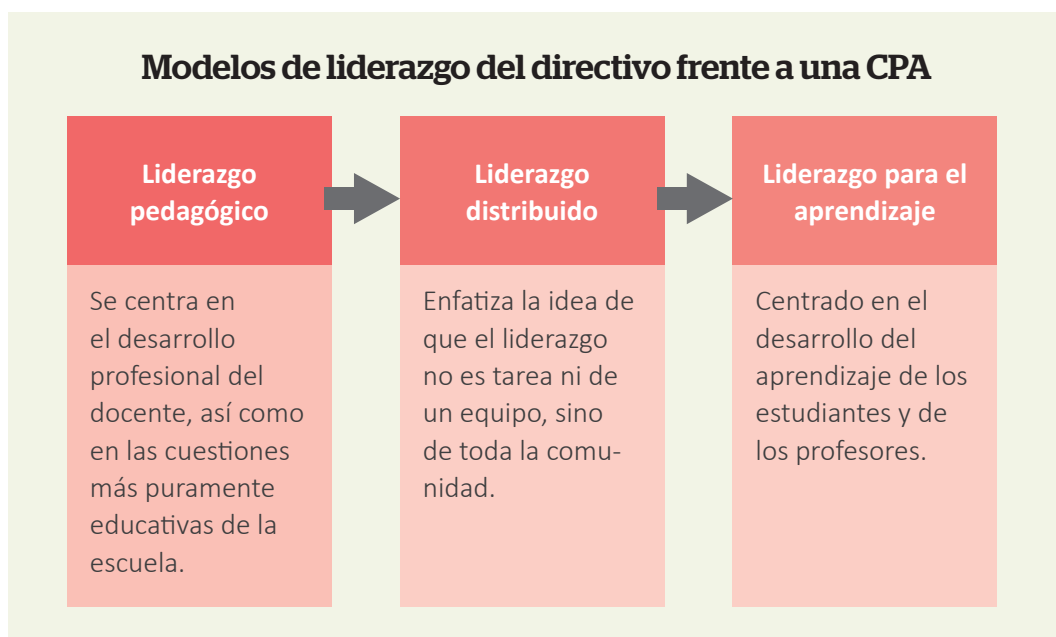 Modelos de liderazgo del directivo frente a una CPA
Liderazgo
pedagógico
Se centra en
el desarrollo
profesional del
docente, así como
en las cuestiones
más puramente
educativas de la
escuela.
Liderazgo
distribuido
Enfatiza la idea de
que el liderazgo
no es tarea ni de
un equipo, sino
de toda la comu-
nidad.
Liderazgo para el
aprendizaje
Centrado en el
desarrollo del
aprendizaje de los
estudiantes y de
los profesores.